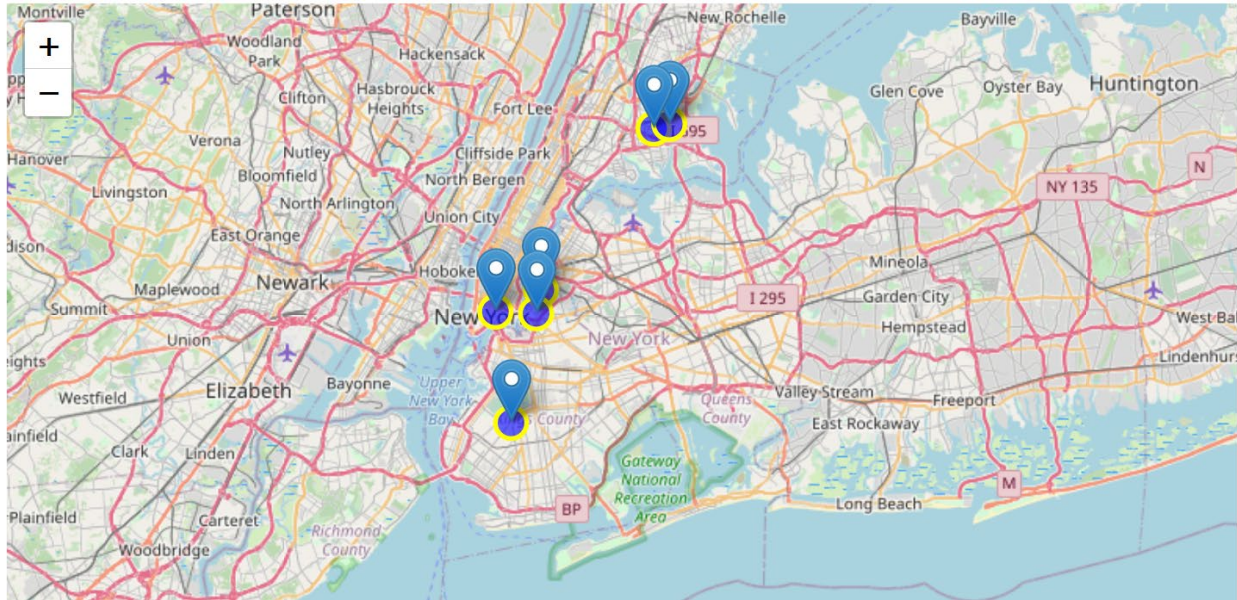 Montville
Paterson
New Rochelle
Bayville
+
Woodland
Park
Hackensack
Huntington
Hasbrouck
Heights
Glen Cove
Oyster Bay
−
Clifton
Fort Lee
Verona
Nutley
Cliffside Park
Hanover
Bloomfield
North Bergen
N
Livingston
North Arlington
NY 135
Union City
East Orange
Mineola
Newark
Maplewood
I 295
Garden City
Summit
New York
Hempstead
West
Union
New York
Lindenhurs
Elizabeth
Bayonne
Upper
New York
Bay
Valley Stream
Westfield
Queens
County
Freeport
County
East Rockaway
Clark
Linden
Gateway
National
Recreation
Area
M
Long Beach
BP
Plainfield
Carteret
Richmond
County
Woodbridge